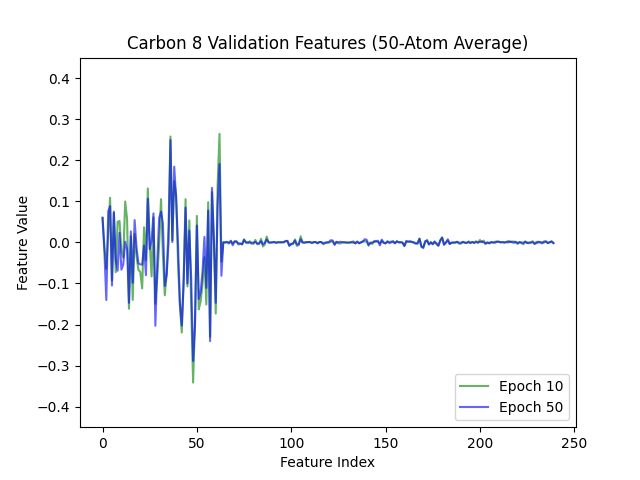 Carbon 8 Validation Features (50-Atom Average)
0.4
0.3
0.2
0.1
0.0
−0.1
−0.2
−0.3
−0.4
Feature Value
0 50 100 150 200 250
Feature Index
Epoch 10
Epoch 50